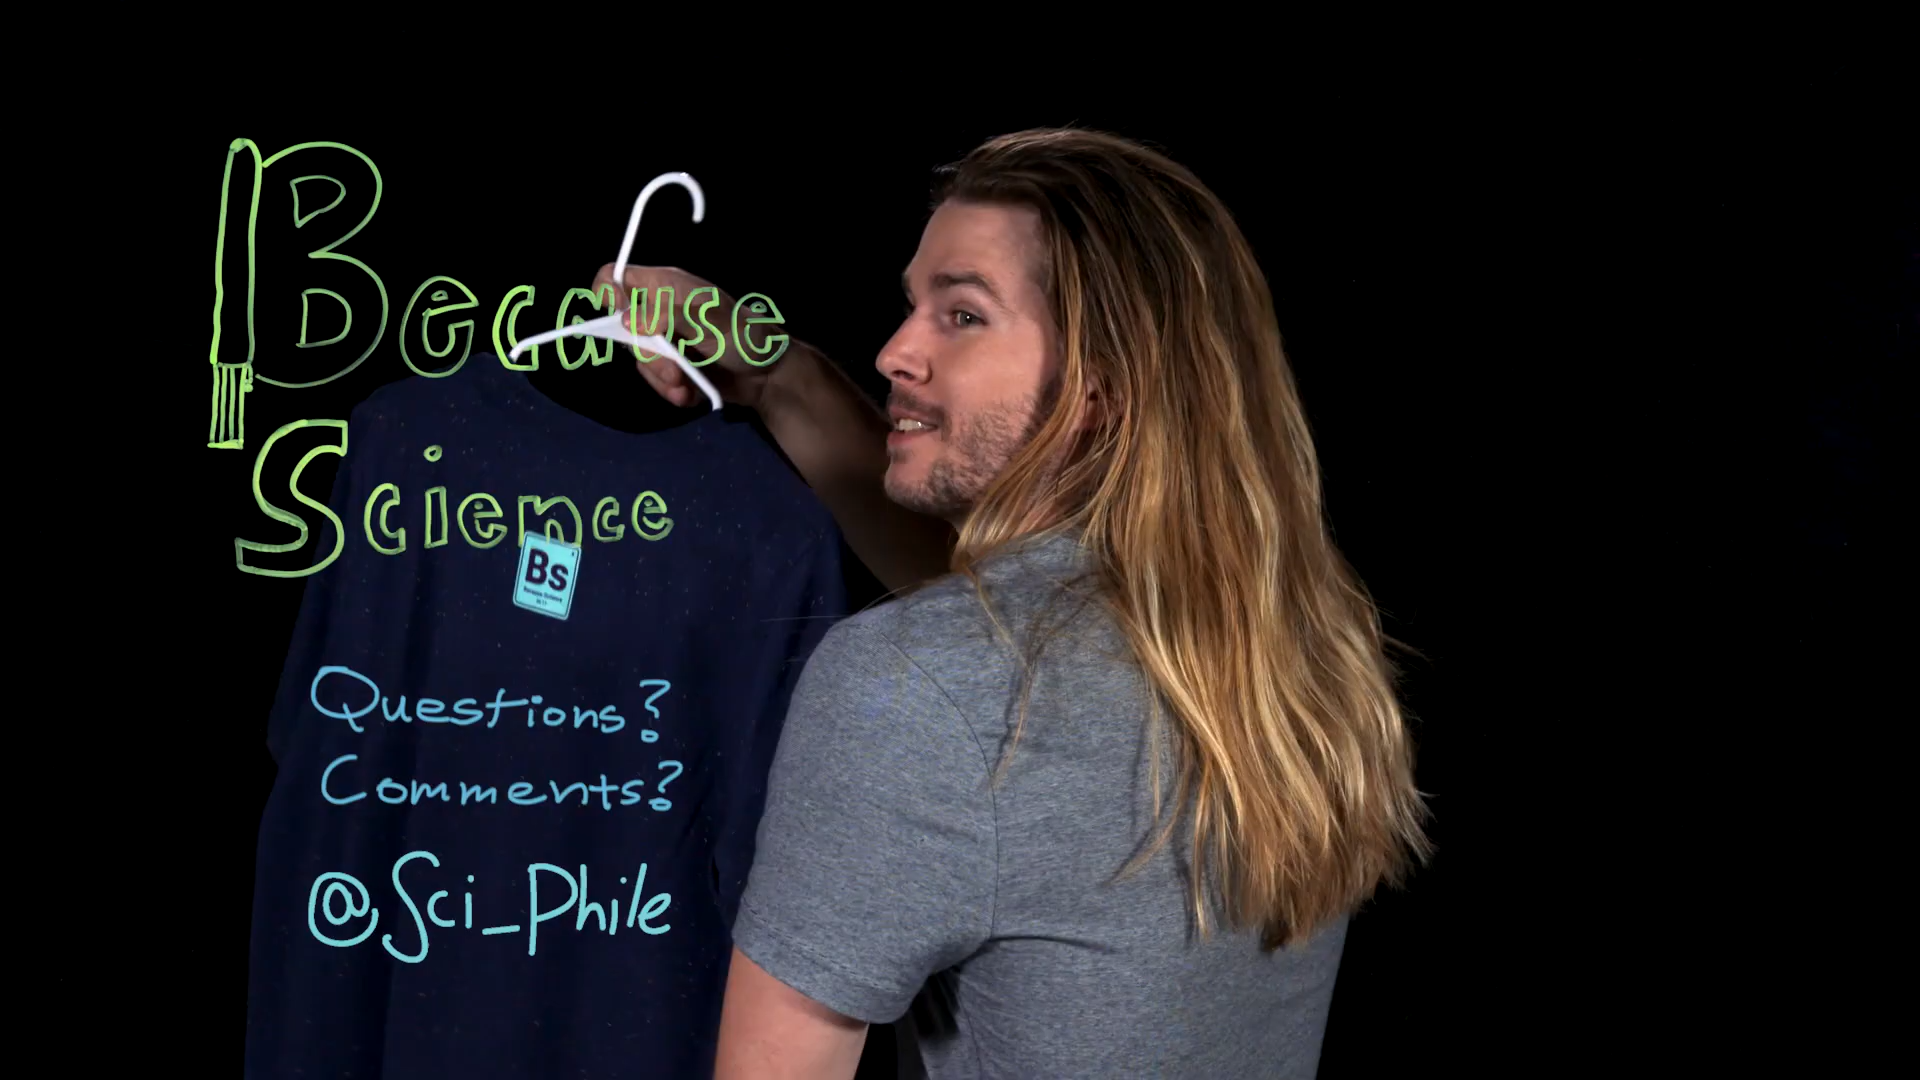 Because
Science
Bs
Questions?
Comments?
@Sci_Phile